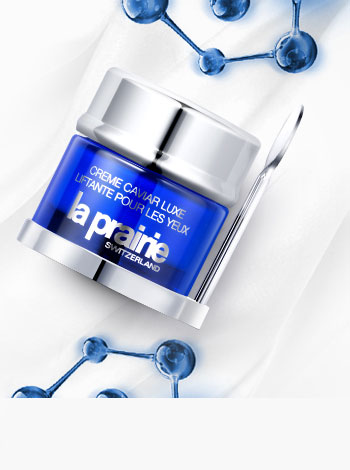 CREME CAVIAR LUXE
LIFTANTE POUR LES YEUX
la prairie
SWITZERLAND